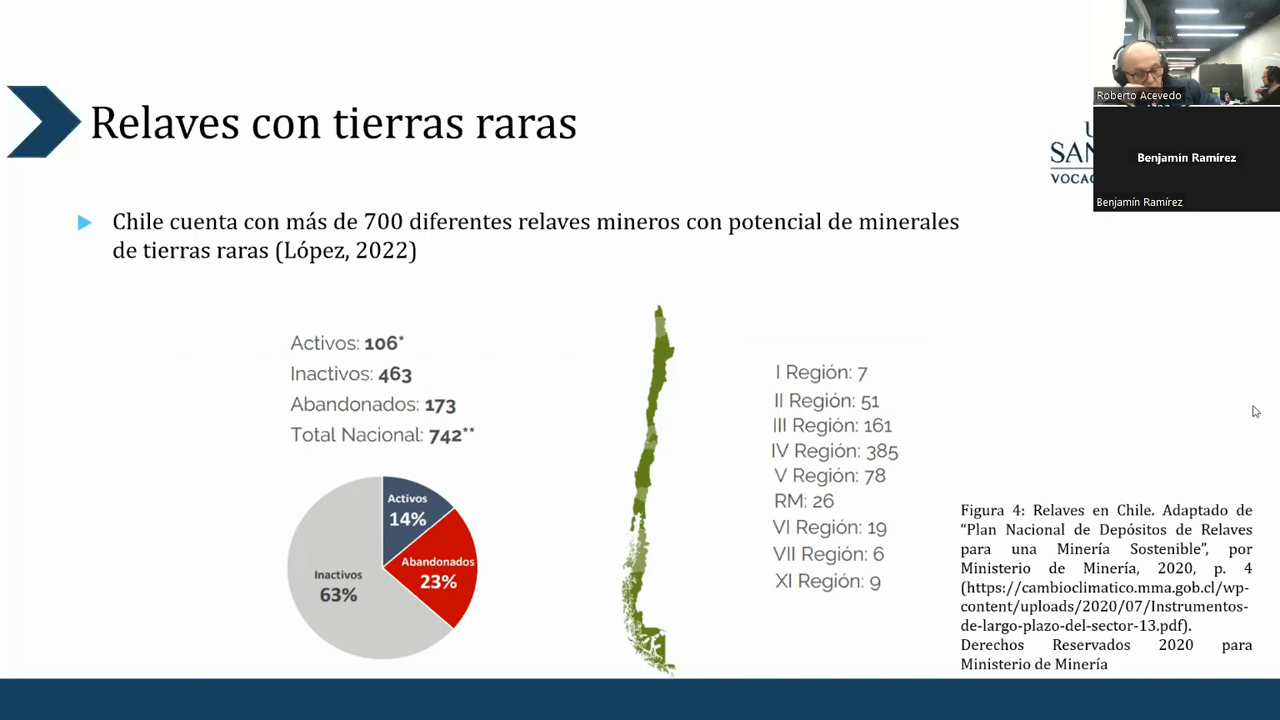 Relaves con tierras raras
Chile cuenta con más de 700 diferentes relaves mineros con potencial de minerales
de tierras raras (López, 2022)
Activos: 106*
Inactivos: 463
Abandonados: 173
Total Nacional: 742**
Activos
14%
Abandonados
23%
Inactivos
63%
I Región: 7
II Región: 51
III Región: 161
IV Región: 385
V Región: 78
RM: 26
VI Región: 19
VII Región: 6
XI Región: 9
Figura 4: Relaves en Chile. Adaptado de
“Plan Nacional de Depósitos de Relaves
para una Minería Sostenible”, por
Ministerio de Minería, 2020, p. 4
(https://cambioclimatico.mma.gob.cl/wp-
content/uploads/2020/07/Instrumentos-
de-largo-plazo-del-sector-13.pdf).
Derechos Reservados 2020 para
Ministerio de Minería
Roberto Acevedo
Benjamín Ramírez
Benjamín Ramírez